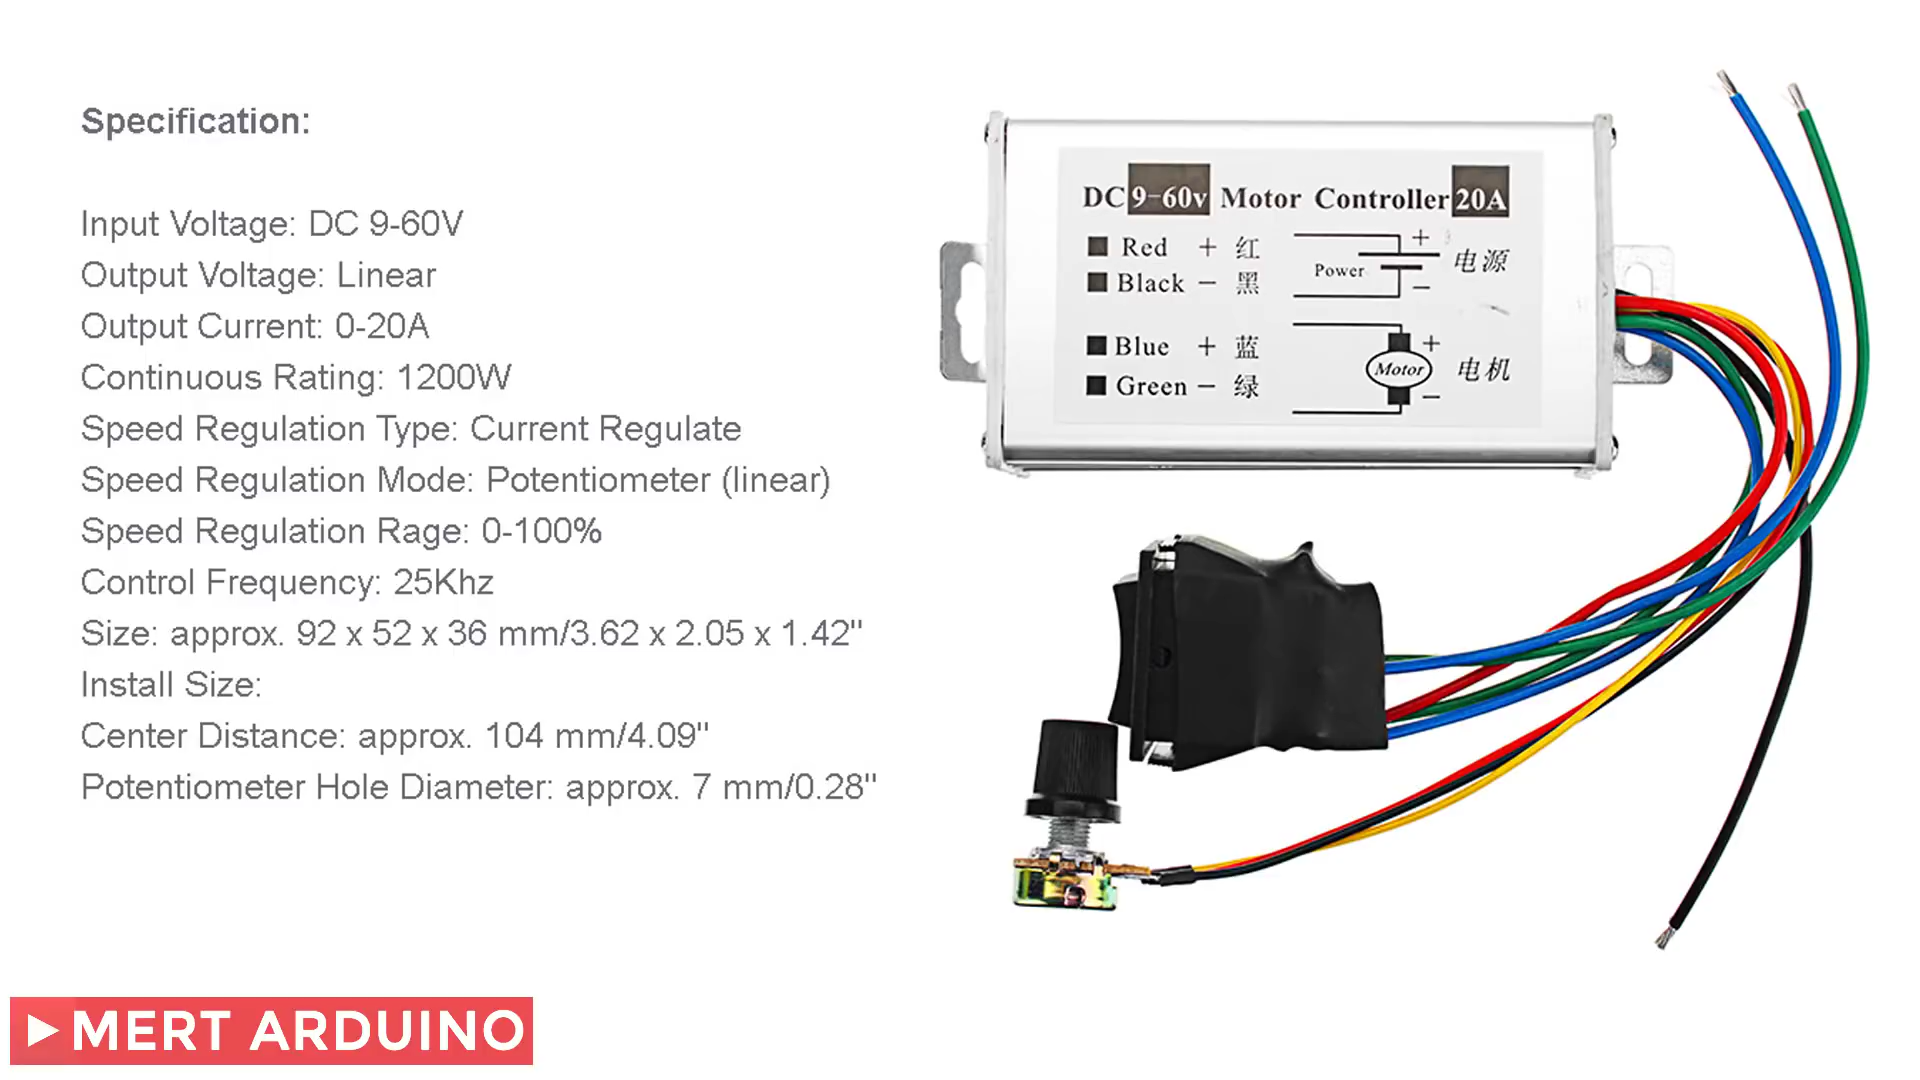 Specification:
Input Voltage: DC 9-60V
Output Voltage: Linear
Output Current: 0-20A
Continuous Rating: 1200W
Speed Regulation Type: Current Regulate
Speed Regulation Mode: Potentiometer (linear)
Speed Regulation Rage: 0-100%
Control Frequency: 25Khz
Size: approx. 92 x 52 x 36 mm/3.62 x 2.05 x 1.42"
Install Size:
Center Distance: approx. 104 mm/4.09"
Potentiometer Hole Diameter: approx. 7 mm/0.28"
DC 9-60v Motor Controller 20A
Red + 红
Black - 黑
Power + - 电源
Blue + 蓝
Green - 绿
Motor + - 电机
MERT ARDUINO